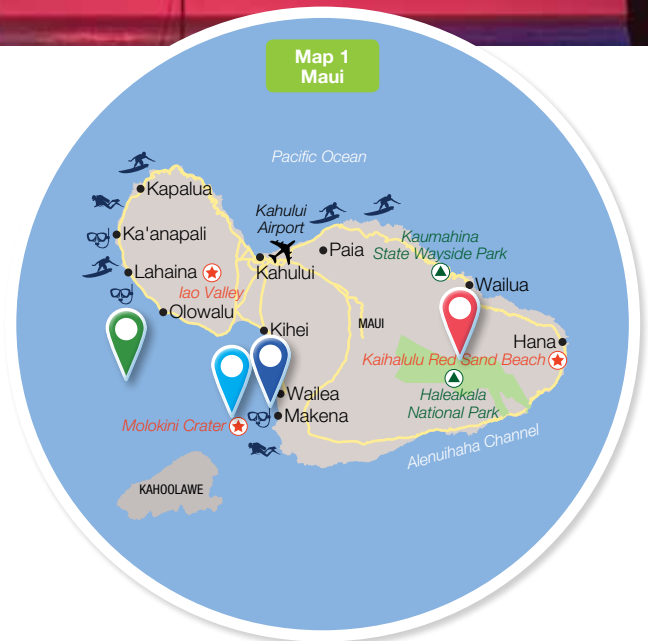 Map 1
Maui
Pacific Ocean
Kapalua
Kahului
Airport
Ka'anapali
Paia
Kaumahina
State Wayside Park
Lahaina
Kahului
Iao Valley
Wailua
Olowalu
MAUI
Kihei
Hana
Kaihalulu Red Sand Beach
Wailea
Haleakala
National Park
Makena
Molokini Crater
Alenuihaha Channel
KAHOOLAWE